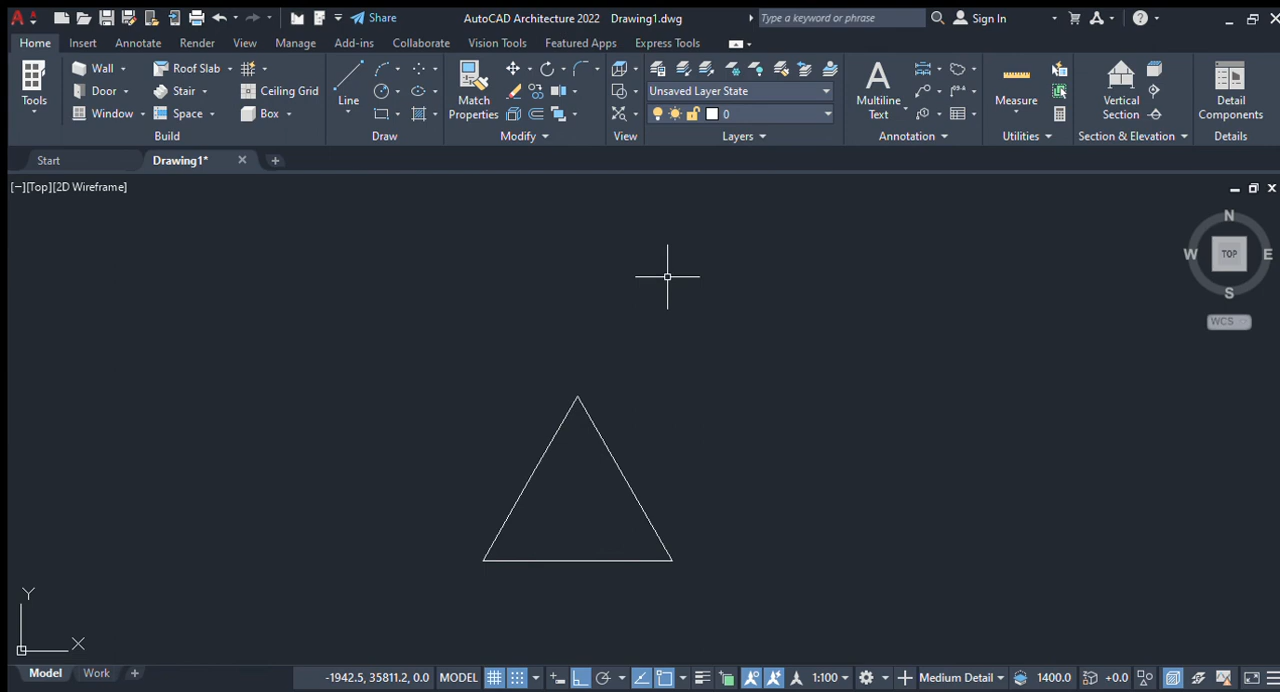 Share AutoCAD Architecture 2022 Drawing1.dwg Type a keyword or phrase Sign In
Home Insert Annotate Render View Manage Add-ins Collaborate Vision Tools Featured Apps Express Tools
Wall Roof Slab
Door Stair Ceiling Grid Unsaved Layer State
Tools Line Match Properties Multiline Text Measure Vertical Section Detail Components
Window Space Box 0
Build Draw Modify View Layers Annotation Utilities Section & Elevation Details
Start Drawing1*
[−][Top][2D Wireframe]
N
W TOP E
S
WCS
Y
X
Model Work -1942.5, 35811.2, 0.0 MODEL 1:100 Medium Detail 1400.0 +0.0